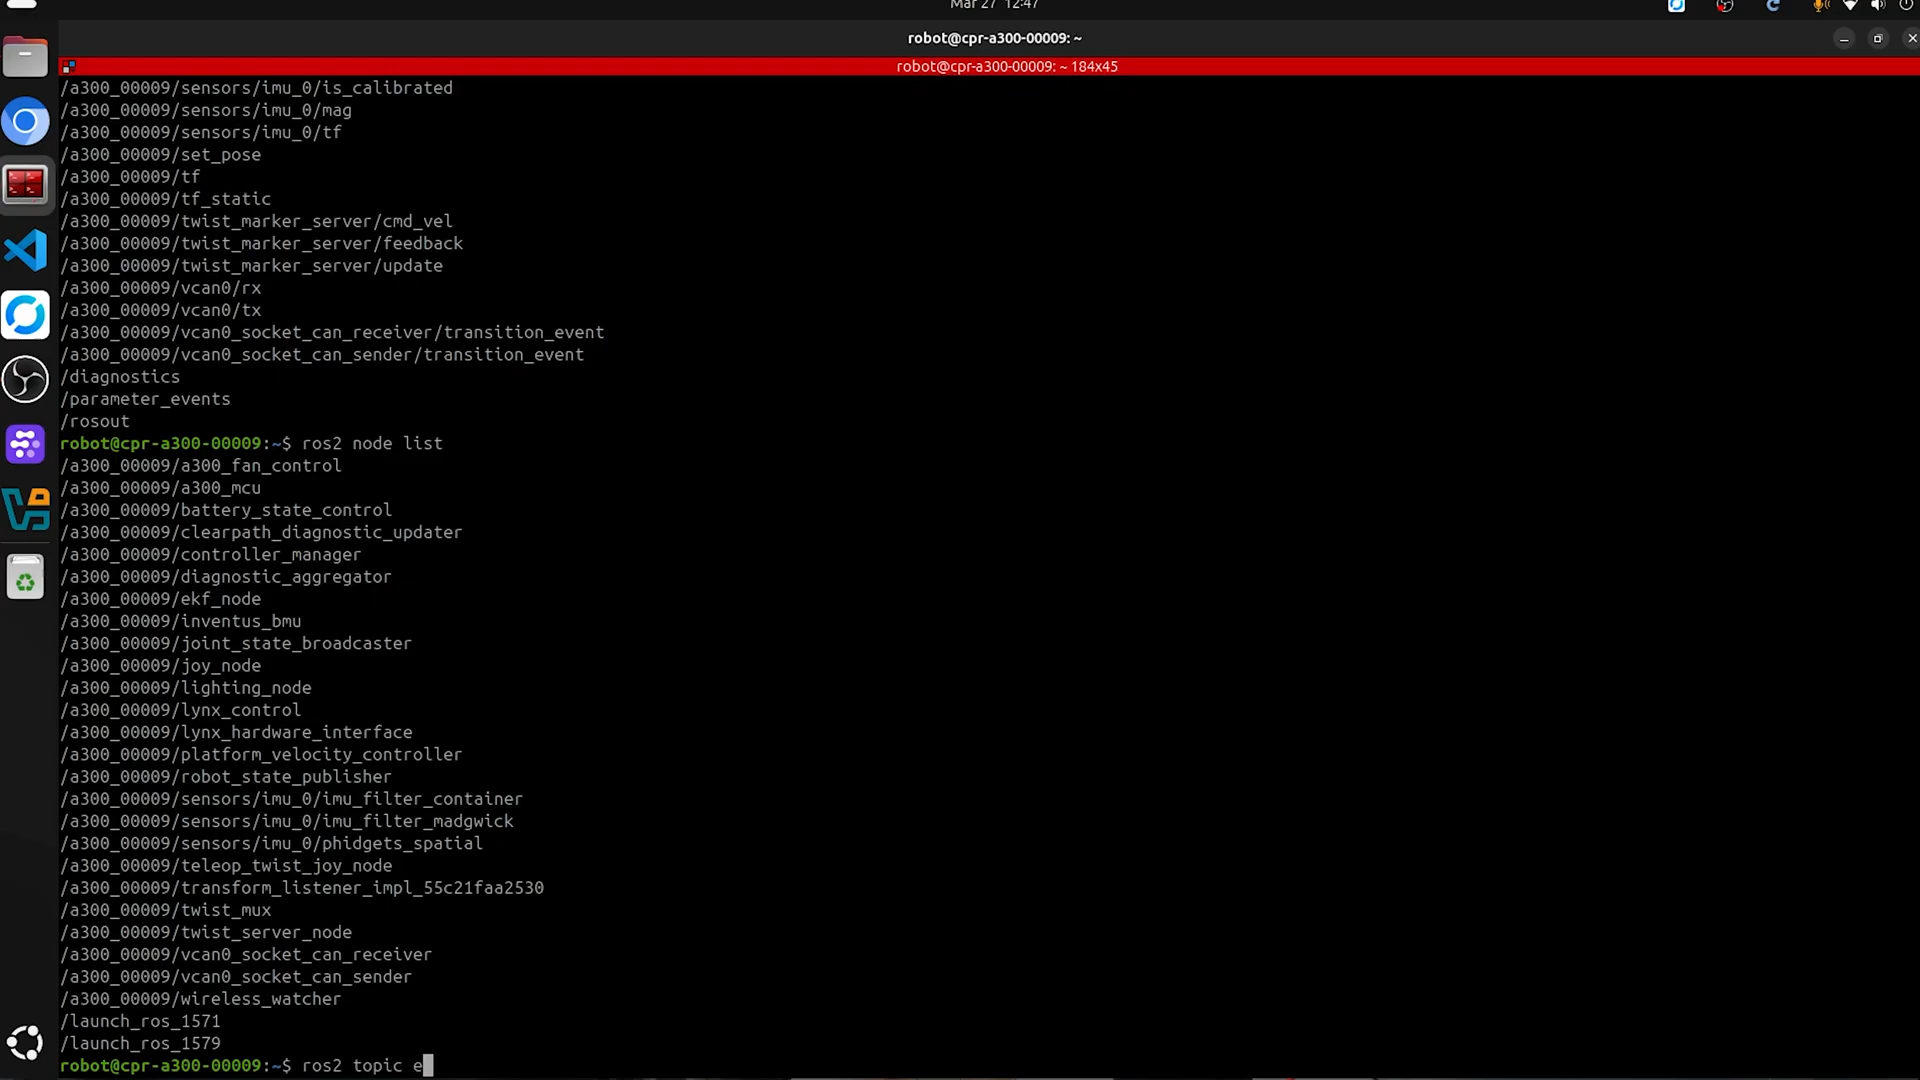 Mar 27 12:47
robot@cpr-a300-00009: ~
robot@cpr-a300-00009: ~ 184x45
/a300_00009/sensors/imu_0/is_calibrated
/a300_00009/sensors/imu_0/mag
/a300_00009/sensors/imu_0/tf
/a300_00009/set_pose
/a300_00009/tf
/a300_00009/tf_static
/a300_00009/twist_marker_server/cmd_vel
/a300_00009/twist_marker_server/feedback
/a300_00009/twist_marker_server/update
/a300_00009/vcan0/rx
/a300_00009/vcan0/tx
/a300_00009/vcan0_socket_can_receiver/transition_event
/a300_00009/vcan0_socket_can_sender/transition_event
/diagnostics
/parameter_events
/rosout
robot@cpr-a300-00009:~$ ros2 node list
/a300_00009/a300_fan_control
/a300_00009/a300_mcu
/a300_00009/battery_state_control
/a300_00009/clearpath_diagnostic_updater
/a300_00009/controller_manager
/a300_00009/diagnostic_aggregator
/a300_00009/ekf_node
/a300_00009/inventus_bmu
/a300_00009/joint_state_broadcaster
/a300_00009/joy_node
/a300_00009/lighting_node
/a300_00009/lynx_control
/a300_00009/lynx_hardware_interface
/a300_00009/platform_velocity_controller
/a300_00009/robot_state_publisher
/a300_00009/sensors/imu_0/imu_filter_container
/a300_00009/sensors/imu_0/imu_filter_madgwick
/a300_00009/sensors/imu_0/phidgets_spatial
/a300_00009/teleop_twist_joy_node
/a300_00009/transform_listener_impl_55c21faa2530
/a300_00009/twist_mux
/a300_00009/twist_server_node
/a300_00009/vcan0_socket_can_receiver
/a300_00009/vcan0_socket_can_sender
/a300_00009/wireless_watcher
/launch_ros_1571
/launch_ros_1579
robot@cpr-a300-00009:~$ ros2 topic e